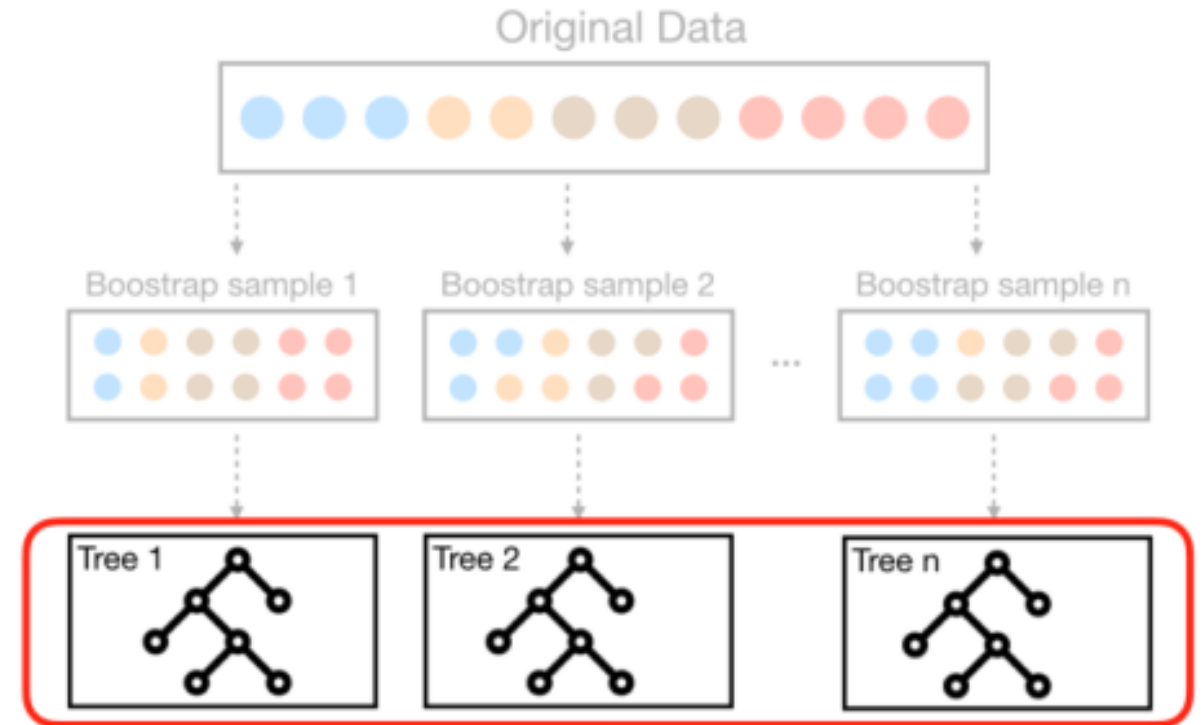 Original Data
Boostrap sample 1
Boostrap sample 2
Boostrap sample n
...
Tree 1
Tree 2
Tree n